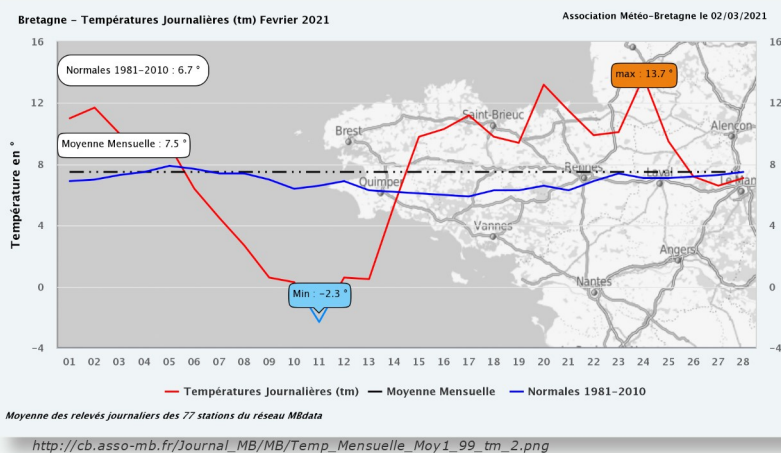 Bretagne – Températures Journalières (tm) Fevrier 2021
Association Météo-Bretagne le 02/03/2021
16
12
8
4
0
-4
Température en °
16
12
8
4
0
-4
Normales 1981-2010 : 6.7 °
Moyenne Mensuelle : 7.5 °
max : 13.7 °
Min : -2.3 °
Brest
Saint-Brieuc
Alençon
Quimper
Rennes
Laval
Le Man
Vannes
Angers
Nantes
01 02 03 04 05 06 07 08 09 10 11 12 13 14 15 16 17 18 19 20 21 22 23 24 25 26 27 28
Températures Journalières (tm) Moyenne Mensuelle Normales 1981-2010
Moyenne des relevés journaliers des 77 stations du réseau MBdata
http://cb.asso-mb.fr/Journal_MB/MB/Temp_Mensuelle_Moy1_99_tm_2.png